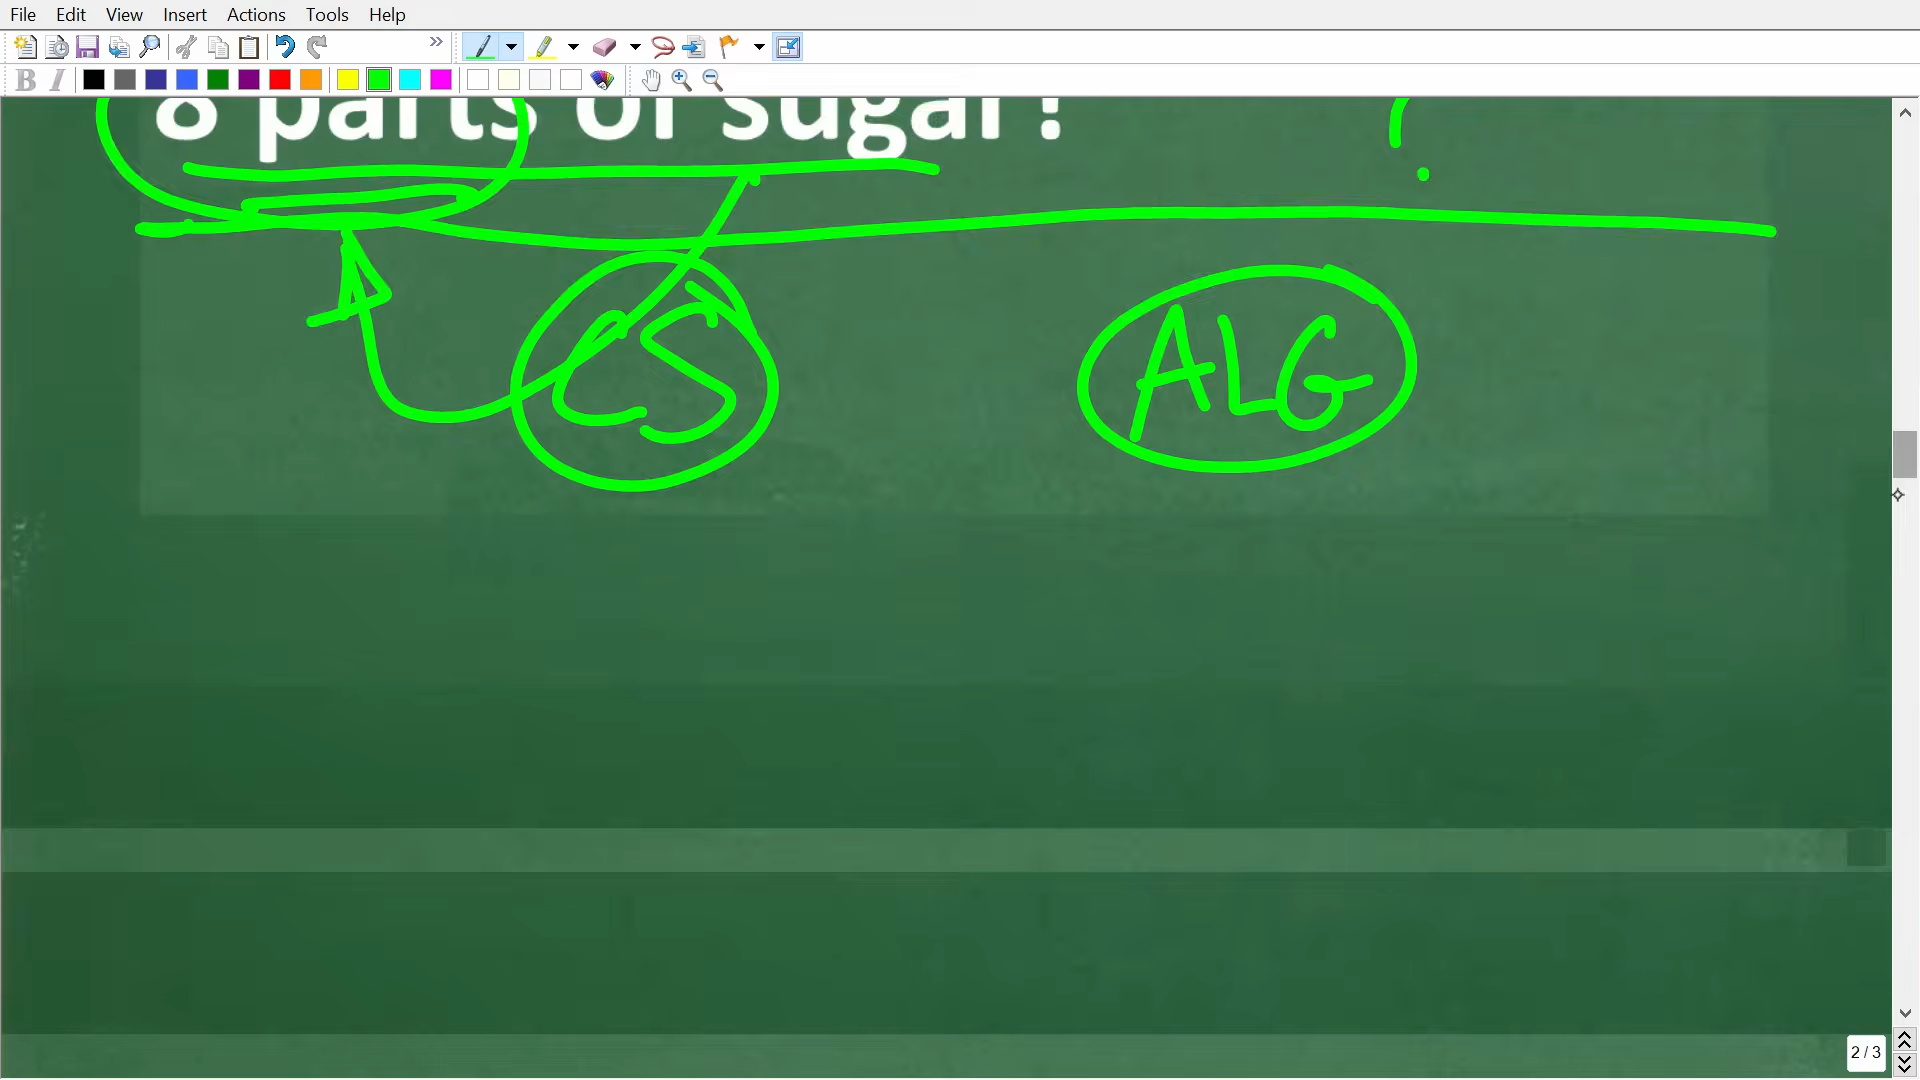 File Edit View Insert Actions Tools Help
B I
8 parts of sugar?
?
CS
ALG
2 / 3